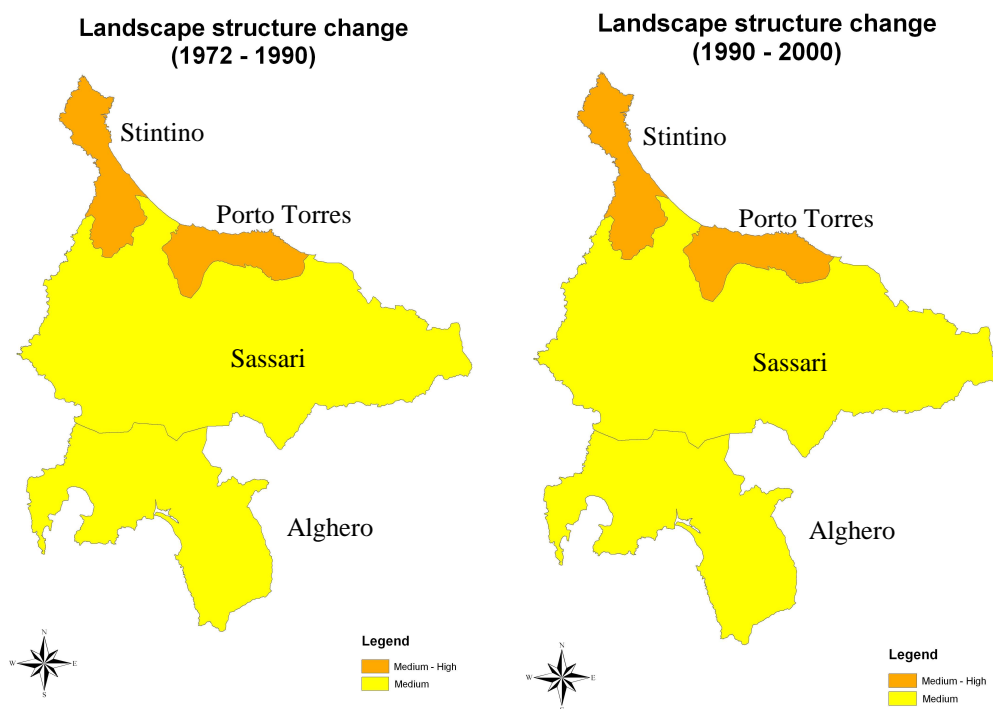 Landscape structure change
(1972 - 1990)
Stintino
Porto Torres
Sassari
Alghero
N
W
E
S
Legend
Medium - High
Medium
Landscape structure change
(1990 - 2000)
Stintino
Porto Torres
Sassari
Alghero
N
W
E
S
Legend
Medium - High
Medium